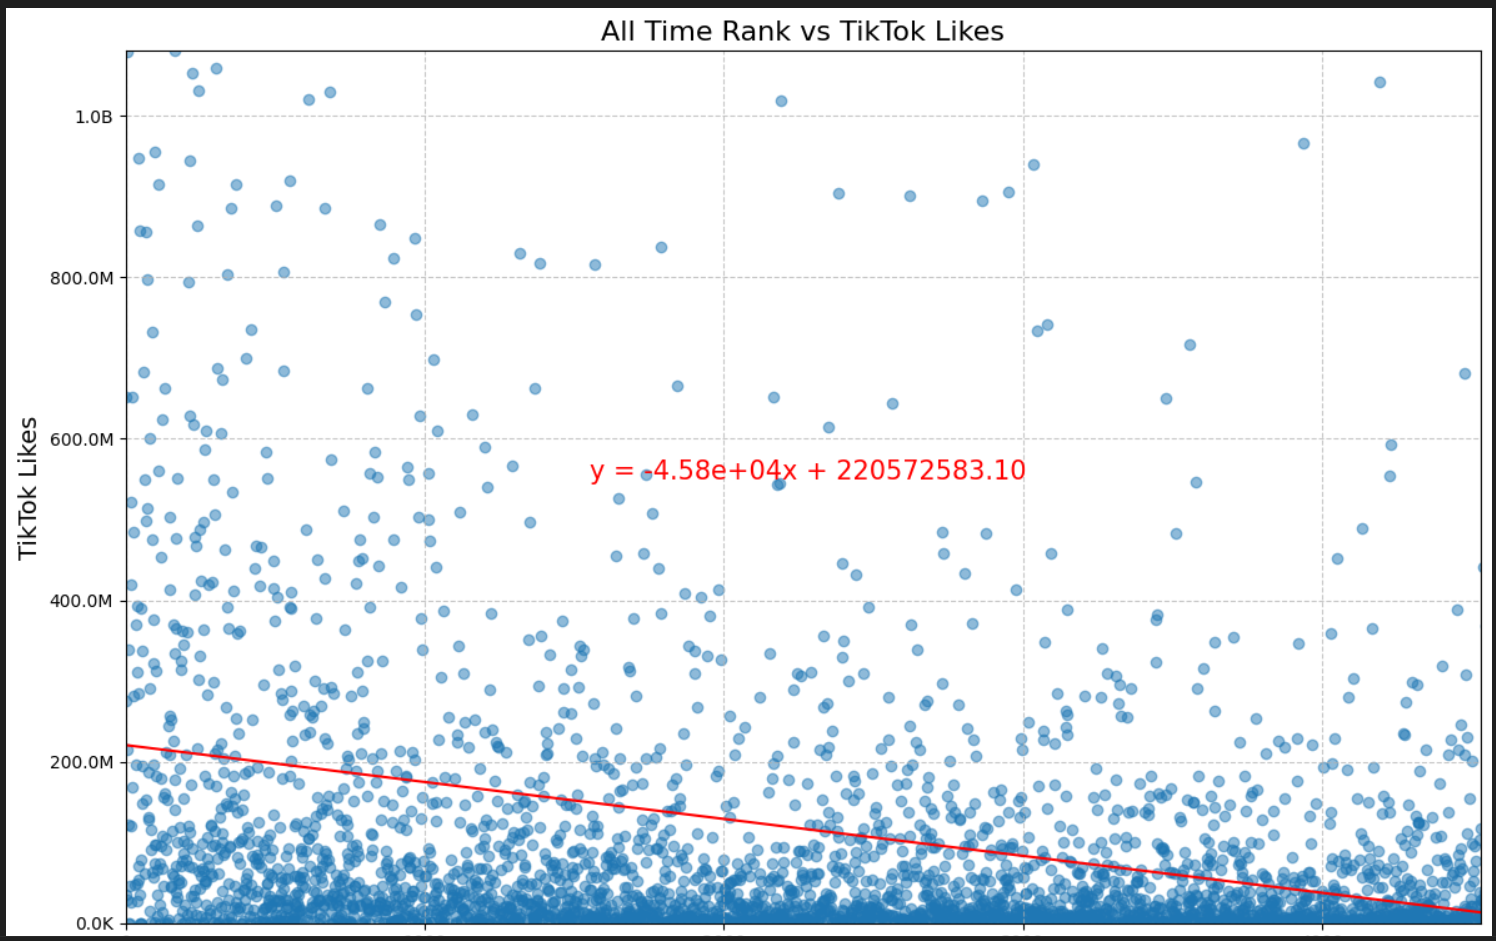 All Time Rank vs TikTok Likes
1.0B
800.0M
600.0M
y = -4.58e+04x + 220572583.10
TikTok Likes
400.0M
200.0M
0.0K